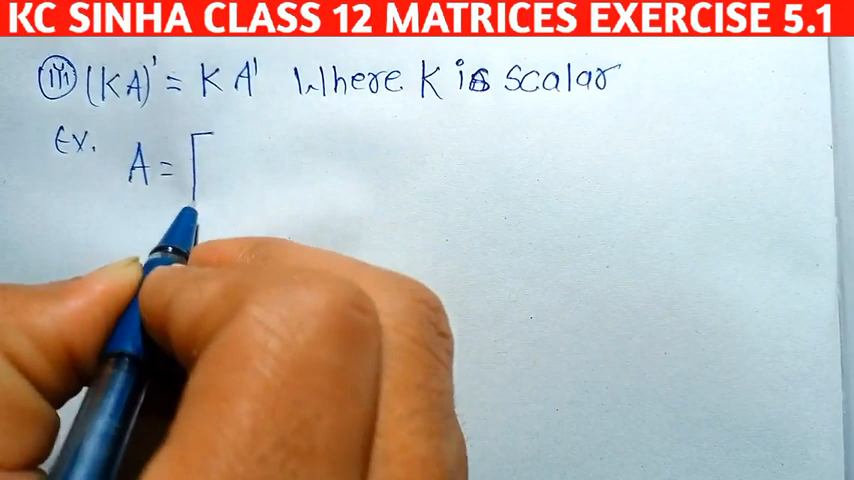 KC SINHA CLASS 12 MATRICES EXERCISE 5.1
(iii) (KA)' = KA' Where K is scalar
Ex. A = [